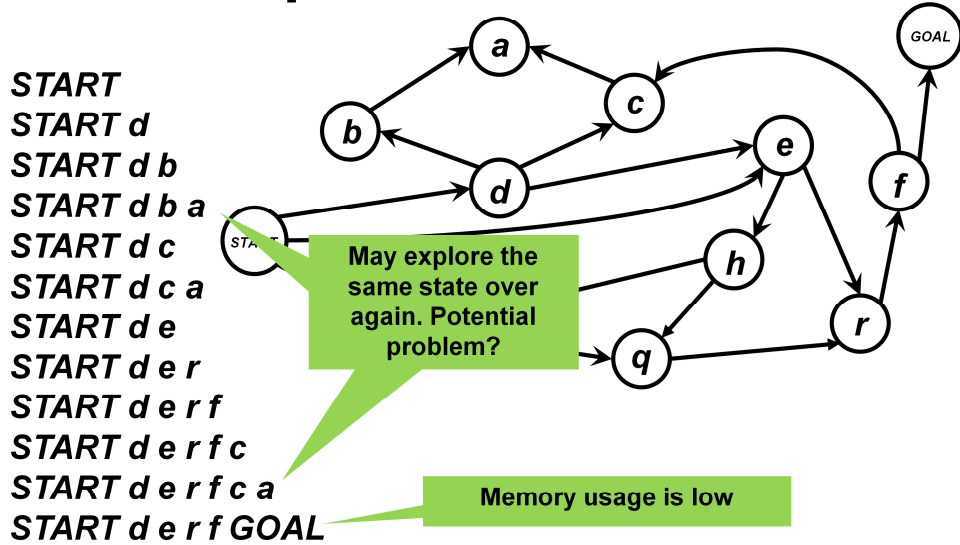 START
START d
START d b
START d b a
START d c
START d c a
START d e
START d e r
START d e r f
START d e r f c
START d e r f c a
START d e r f GOAL
a
GOAL
c
b
e
d
f
START
h
r
q
May explore the
same state over
again. Potential
problem?
Memory usage is low